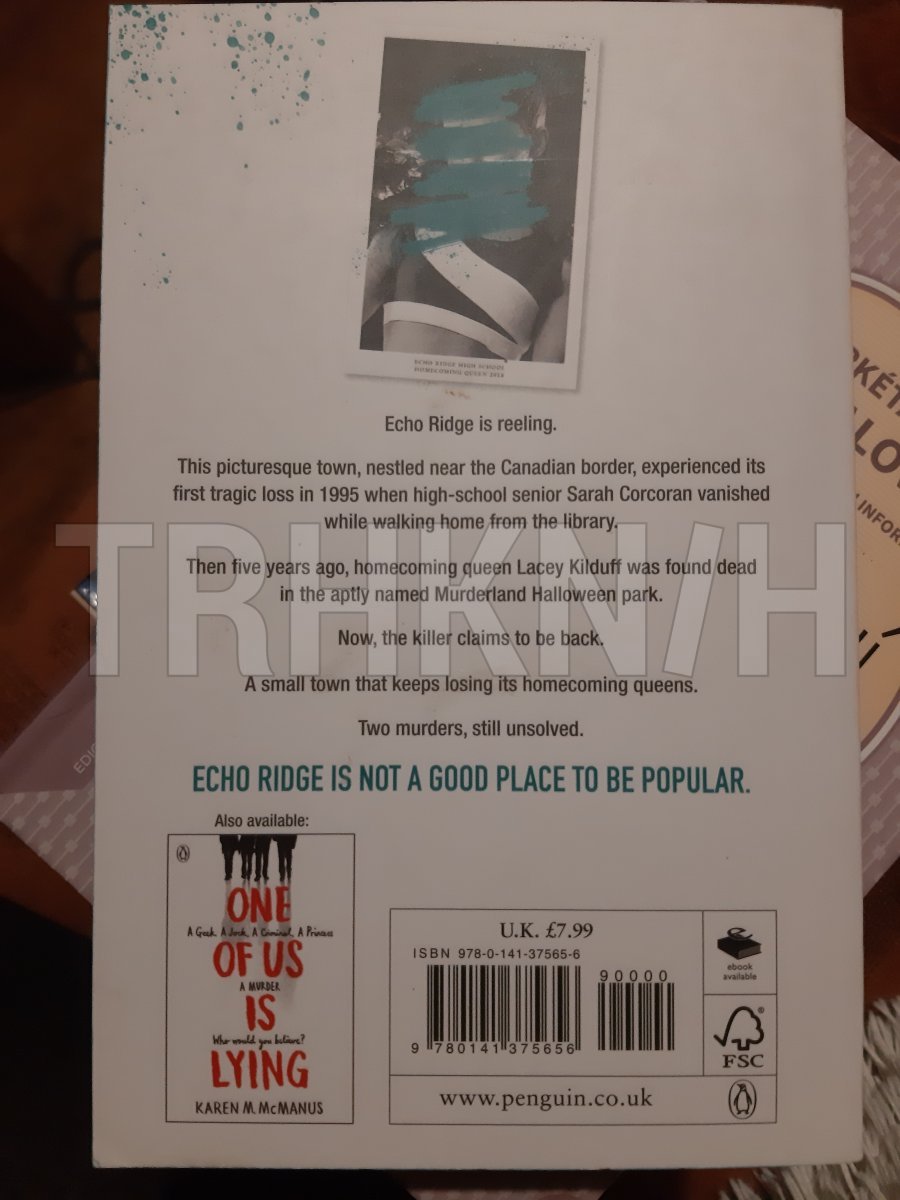 ECHO RIDGE HIGH SCHOOL
HOMECOMING QUEEN
Echo Ridge is reeling.
This picturesque town, nestled near the Canadian border, experienced its
first tragic loss in 1995 when high-school senior Sarah Corcoran vanished
while walking home from the library.
Then five years ago, homecoming queen Lacey Kilduff was found dead
in the aptly named Murderland Halloween park.
Now, the killer claims to be back.
A small town that keeps losing its homecoming queens.
Two murders, still unsolved.
ECHO RIDGE IS NOT A GOOD PLACE TO BE POPULAR.
TRHKN/H
Also available:
ONE
A Geek. A Jock. A Criminal. A Princess
OF US
A MURDER
IS
Who would you believe?
LYING
KAREN M. McMANUS
U.K. £7.99
ISBN 978-0-141-37565-6
90000
9 780141 375656
ebook
available
FSC
www.penguin.co.uk
INFOR
EDIC